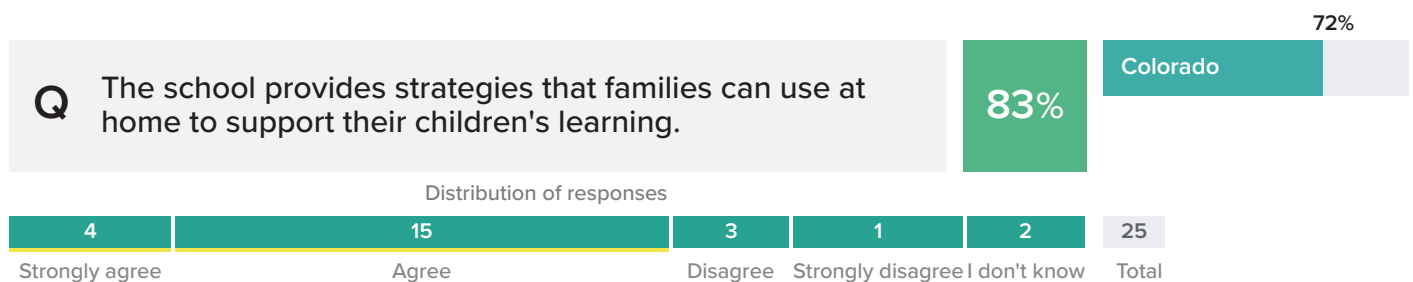 72%
Q
The school provides strategies that families can use at
home to support their children's learning.
83%
Colorado
Distribution of responses
4 15 3 1 2 25
Strongly agree Agree Disagree Strongly disagree I don't know Total